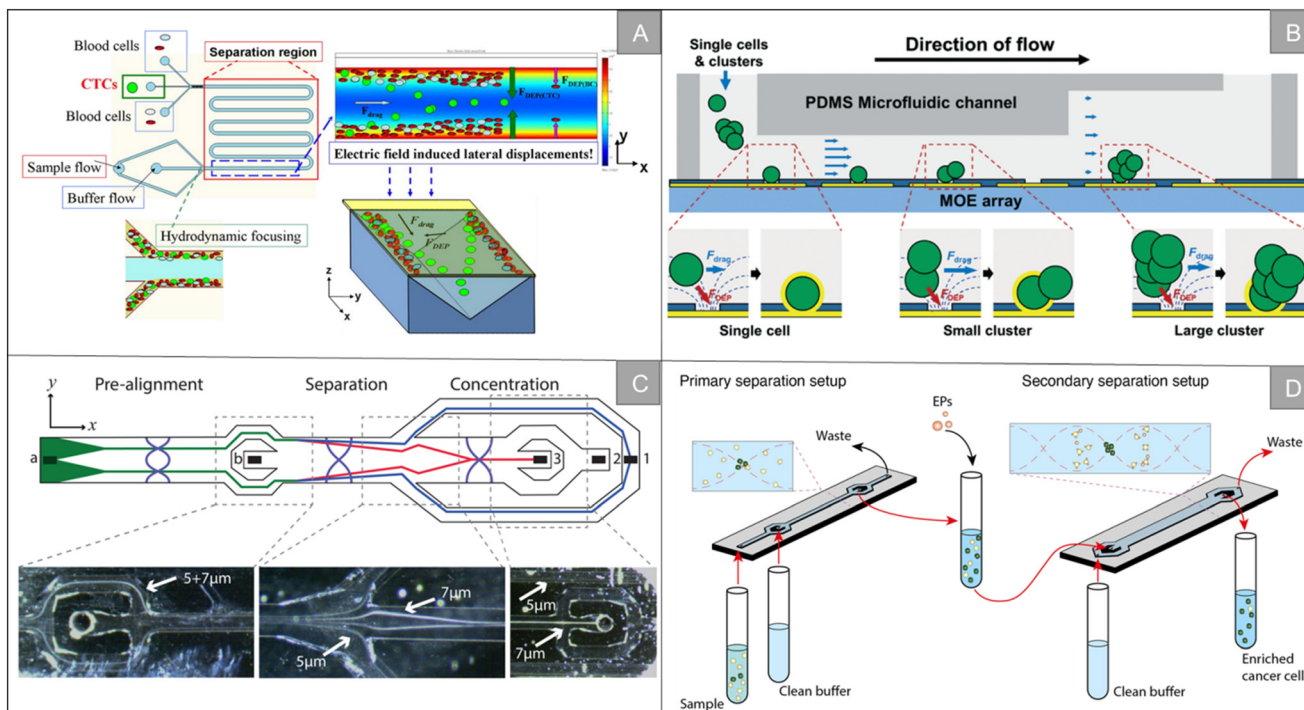 A
Blood cells
Separation region
CTCs
Blood cells
F_DEP(CTC)
F_DEP(BC)
F_drag
y
x
Electric field induced lateral displacements!
Sample flow
Buffer flow
Hydrodynamic focusing
F_drag
F_DEP
z
y
x
B
Single cells
& clusters
Direction of flow
PDMS Microfluidic channel
MOE array
F_drag
F_DEP
F_drag
F_DEP
F_drag
F_DEP
Single cell
Small cluster
Large cluster
C
y
x
Pre-alignment
Separation
Concentration
a
b
3
2
1
5+7µm
7µm
5µm
5µm
7µm
D
Primary separation setup
Secondary separation setup
EPs
Waste
Waste
Sample
Clean buffer
Clean buffer
Enriched
cancer cell